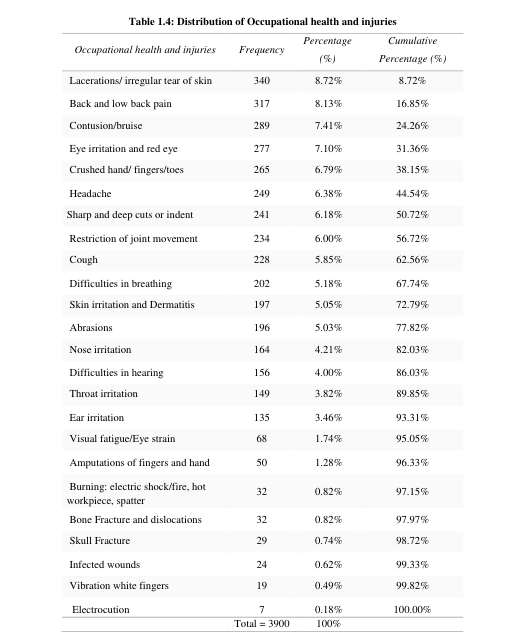 Table 1.4: Distribution of Occupational health and injuries
Occupational health and injuries Frequency Percentage (%) Cumulative Percentage (%)
Lacerations/ irregular tear of skin 340 8.72% 8.72%
Back and low back pain 317 8.13% 16.85%
Contusion/bruise 289 7.41% 24.26%
Eye irritation and red eye 277 7.10% 31.36%
Crushed hand/ fingers/toes 265 6.79% 38.15%
Headache 249 6.38% 44.54%
Sharp and deep cuts or indent 241 6.18% 50.72%
Restriction of joint movement 234 6.00% 56.72%
Cough 228 5.85% 62.56%
Difficulties in breathing 202 5.18% 67.74%
Skin irritation and Dermatitis 197 5.05% 72.79%
Abrasions 196 5.03% 77.82%
Nose irritation 164 4.21% 82.03%
Difficulties in hearing 156 4.00% 86.03%
Throat irritation 149 3.82% 89.85%
Ear irritation 135 3.46% 93.31%
Visual fatigue/Eye strain 68 1.74% 95.05%
Amputations of fingers and hand 50 1.28% 96.33%
Burning: electric shock/fire, hot
workpiece, spatter 32 0.82% 97.15%
Bone Fracture and dislocations 32 0.82% 97.97%
Skull Fracture 29 0.74% 98.72%
Infected wounds 24 0.62% 99.33%
Vibration white fingers 19 0.49% 99.82%
Electrocution 7 0.18% 100.00%
Total = 3900 100%